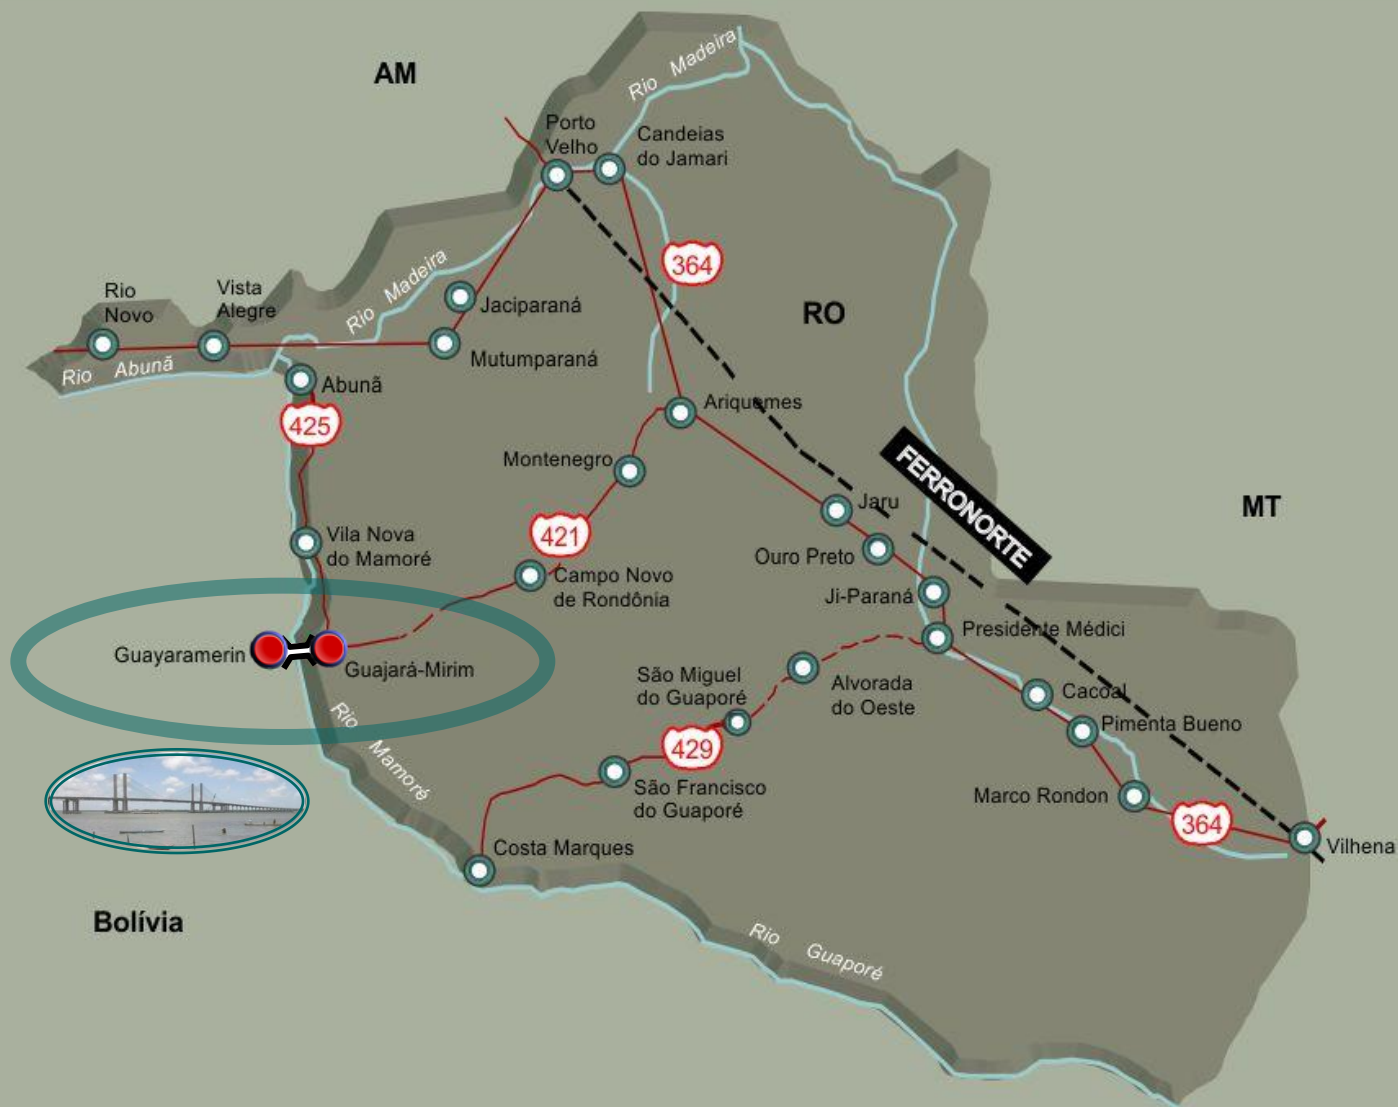 AM
Rio Madeira
Porto
Velho
Candeias
do Jamari
364
RO
Rio
Novo
Vista
Alegre
Rio Madeira
Jaciparaná
Mutumparaná
Rio Abunã
Abunã
425
Ariquemes
Montenegro
FERRONORTE
MT
Jaru
421
Ouro Preto
Vila Nova
do Mamoré
Campo Novo
de Rondônia
Ji-Paraná
Presidente Médici
Guayaramerin
Guajará-Mirim
São Miguel
do Guaporé
Alvorada
do Oeste
Cacoal
Pimenta Bueno
Rio Mamoré
429
São Francisco
do Guaporé
Marco Rondon
364
Vilhena
Costa Marques
Bolívia
Rio Guaporé